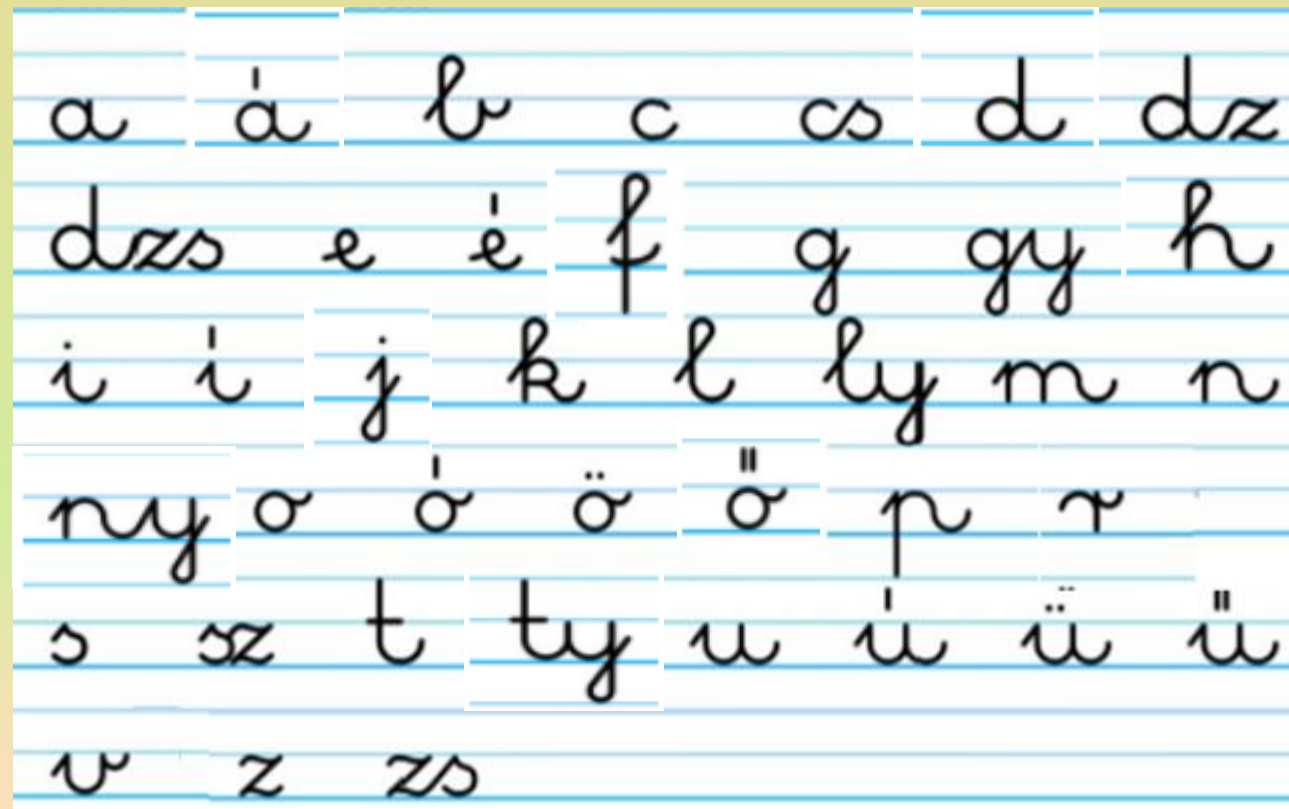 a á b c cs d dz
dzs e é f g gy h
i í j k l ly m n
ny o ó ö ő p r
s sz t ty u ú ü ű
v z zs